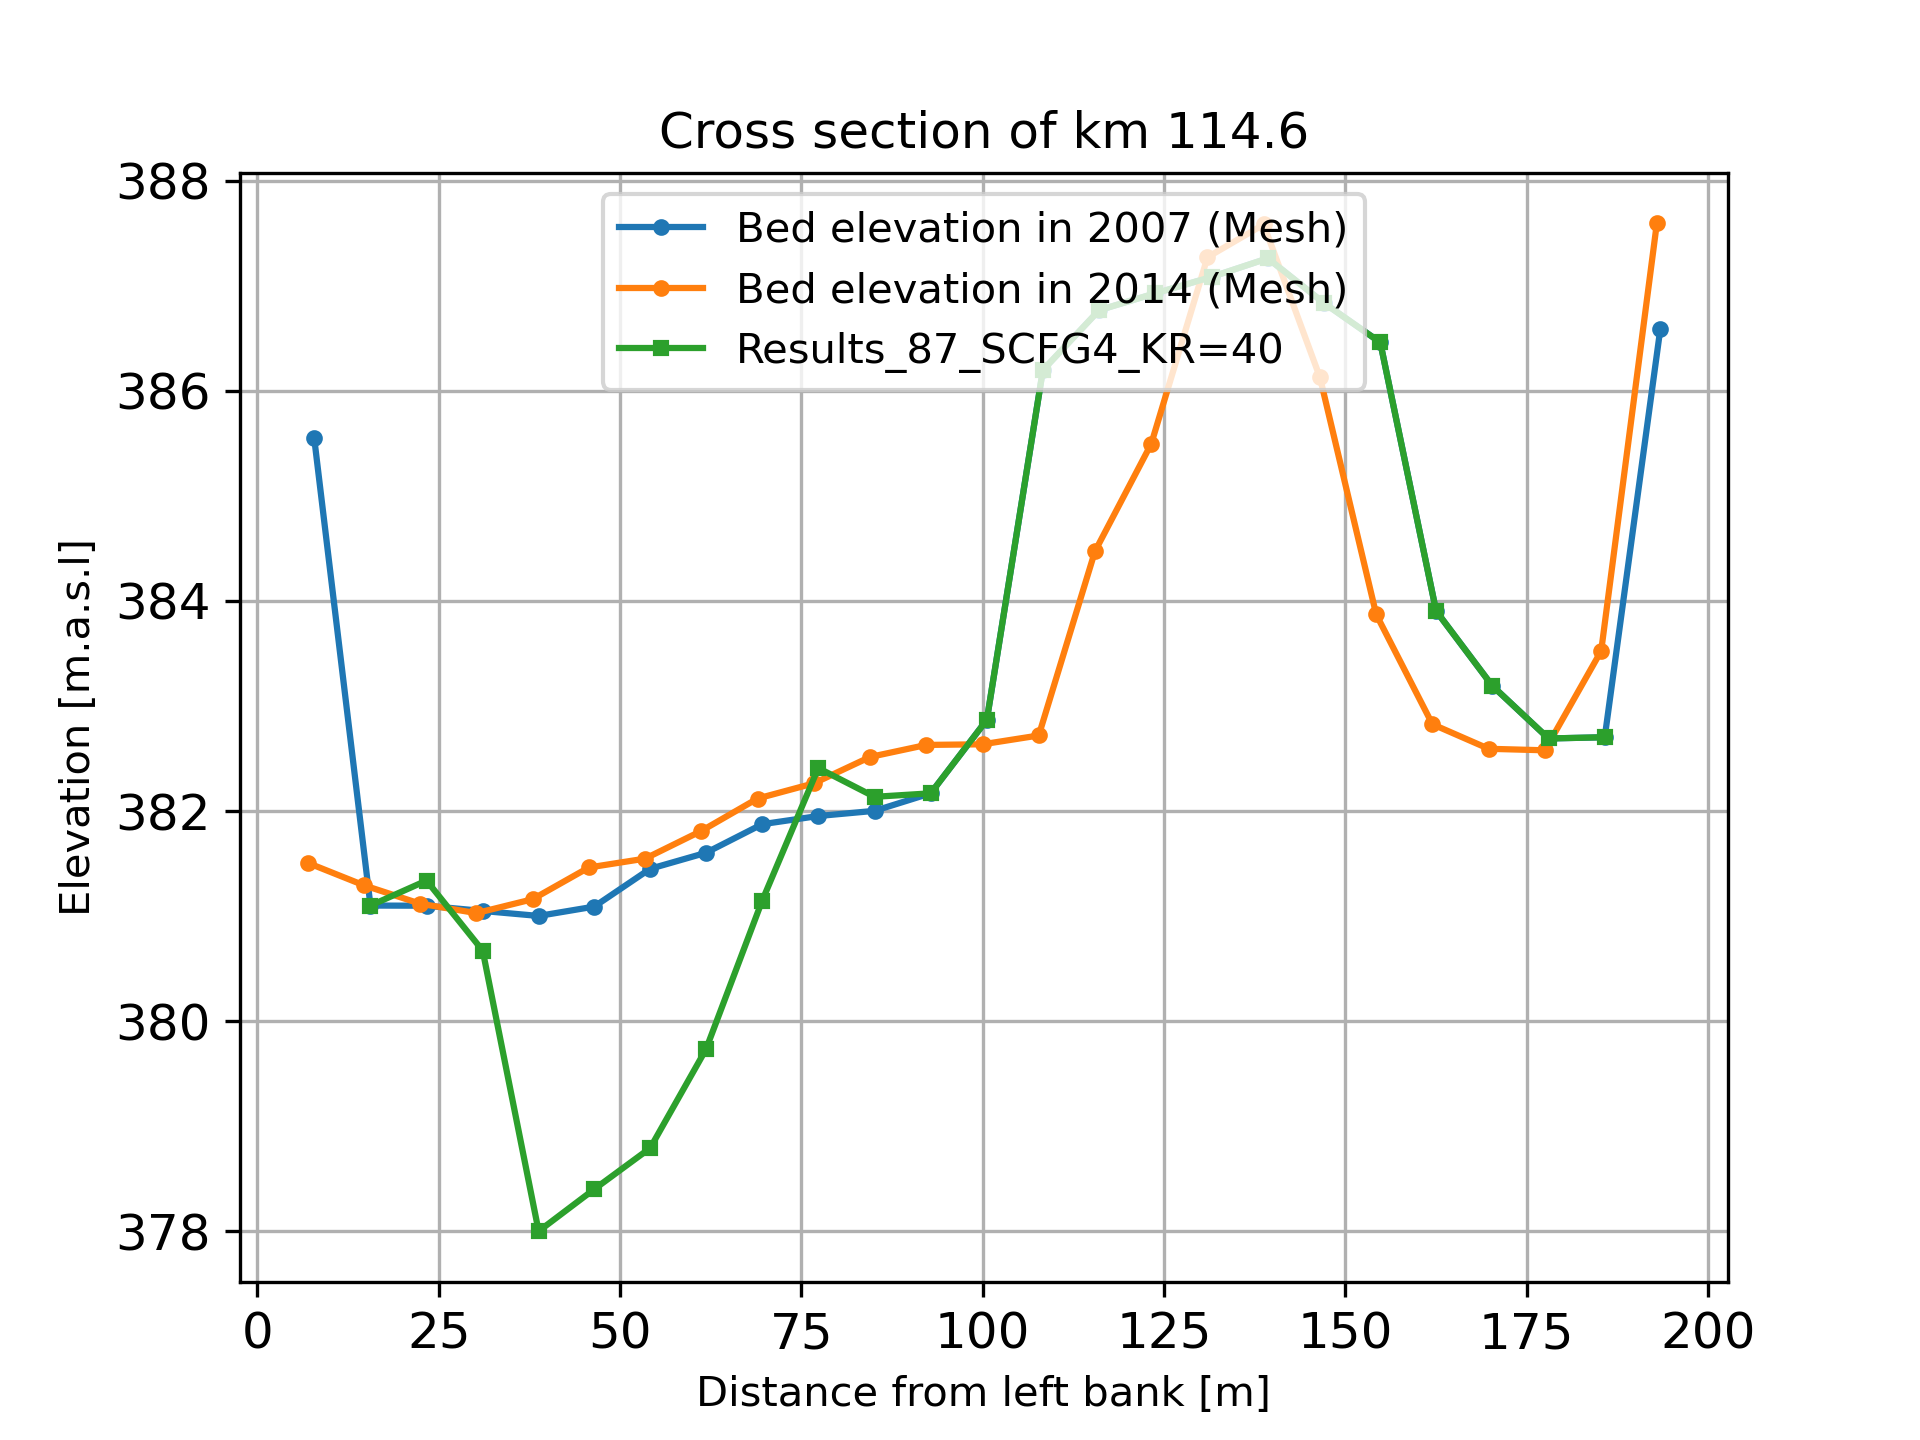 Cross section of km 114.6
388
386
384
382
380
378
Elevation [m.a.s.l]
Bed elevation in 2007 (Mesh)
Bed elevation in 2014 (Mesh)
Results_87_SCFG4_KR=40
0 25 50 75 100 125 150 175 200
Distance from left bank [m]